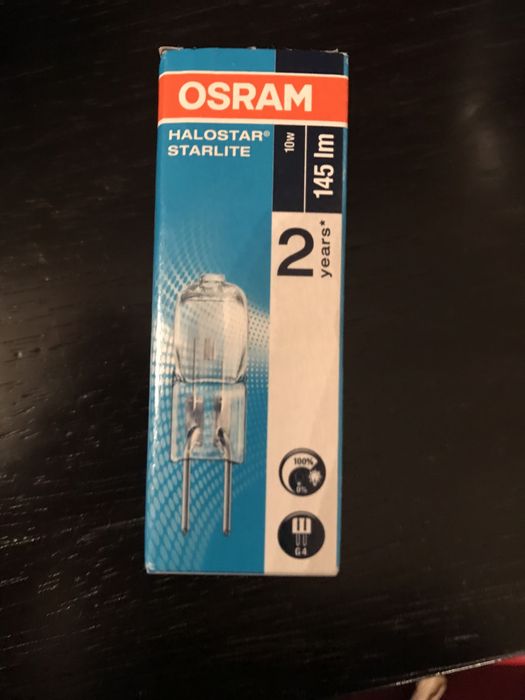 OSRAM
HALOSTAR®
STARLITE
10W
145 lm
2
years*
100%
0%
G4